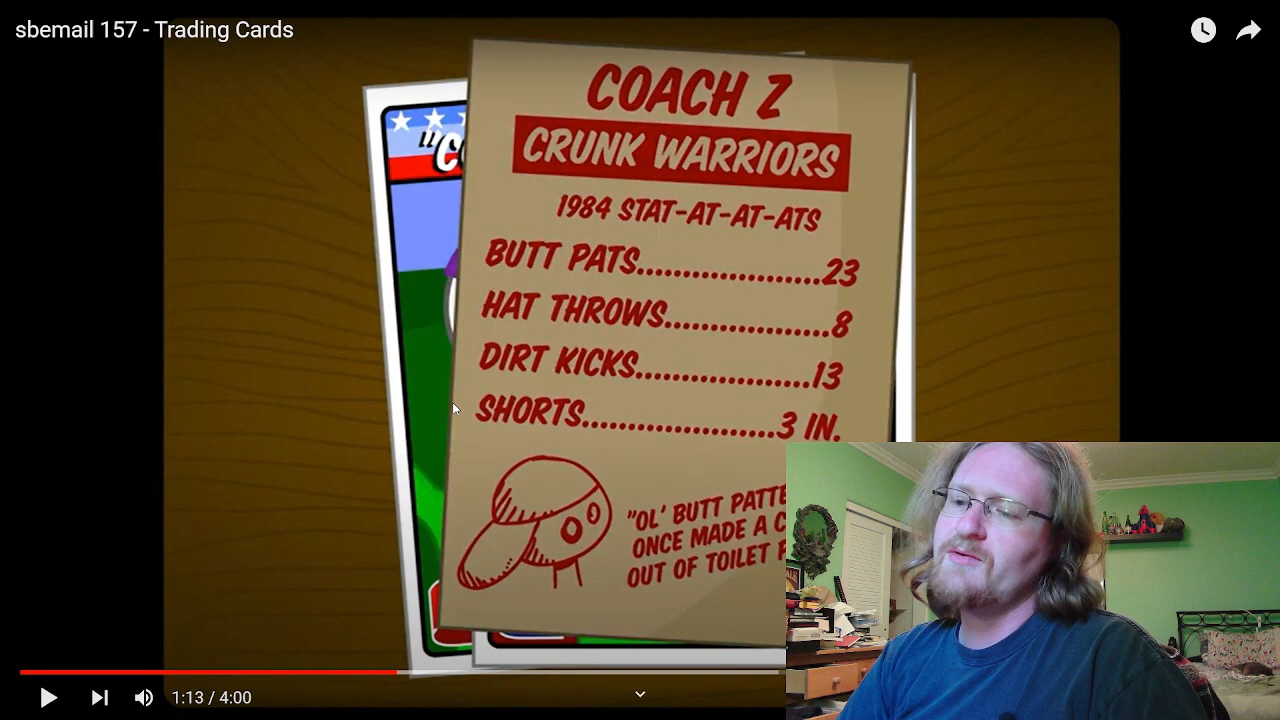 sbemail 157 - Trading Cards
COACH Z
CRUNK WARRIORS
1984 STAT-AT-AT-ATS
BUTT PATS.....................23
HAT THROWS..................8
DIRT KICKS...................13
SHORTS.....................3 IN.
"OL' BUTT PATTE
ONCE MADE A C
OUT OF TOILET
"C
1:13 / 4:00